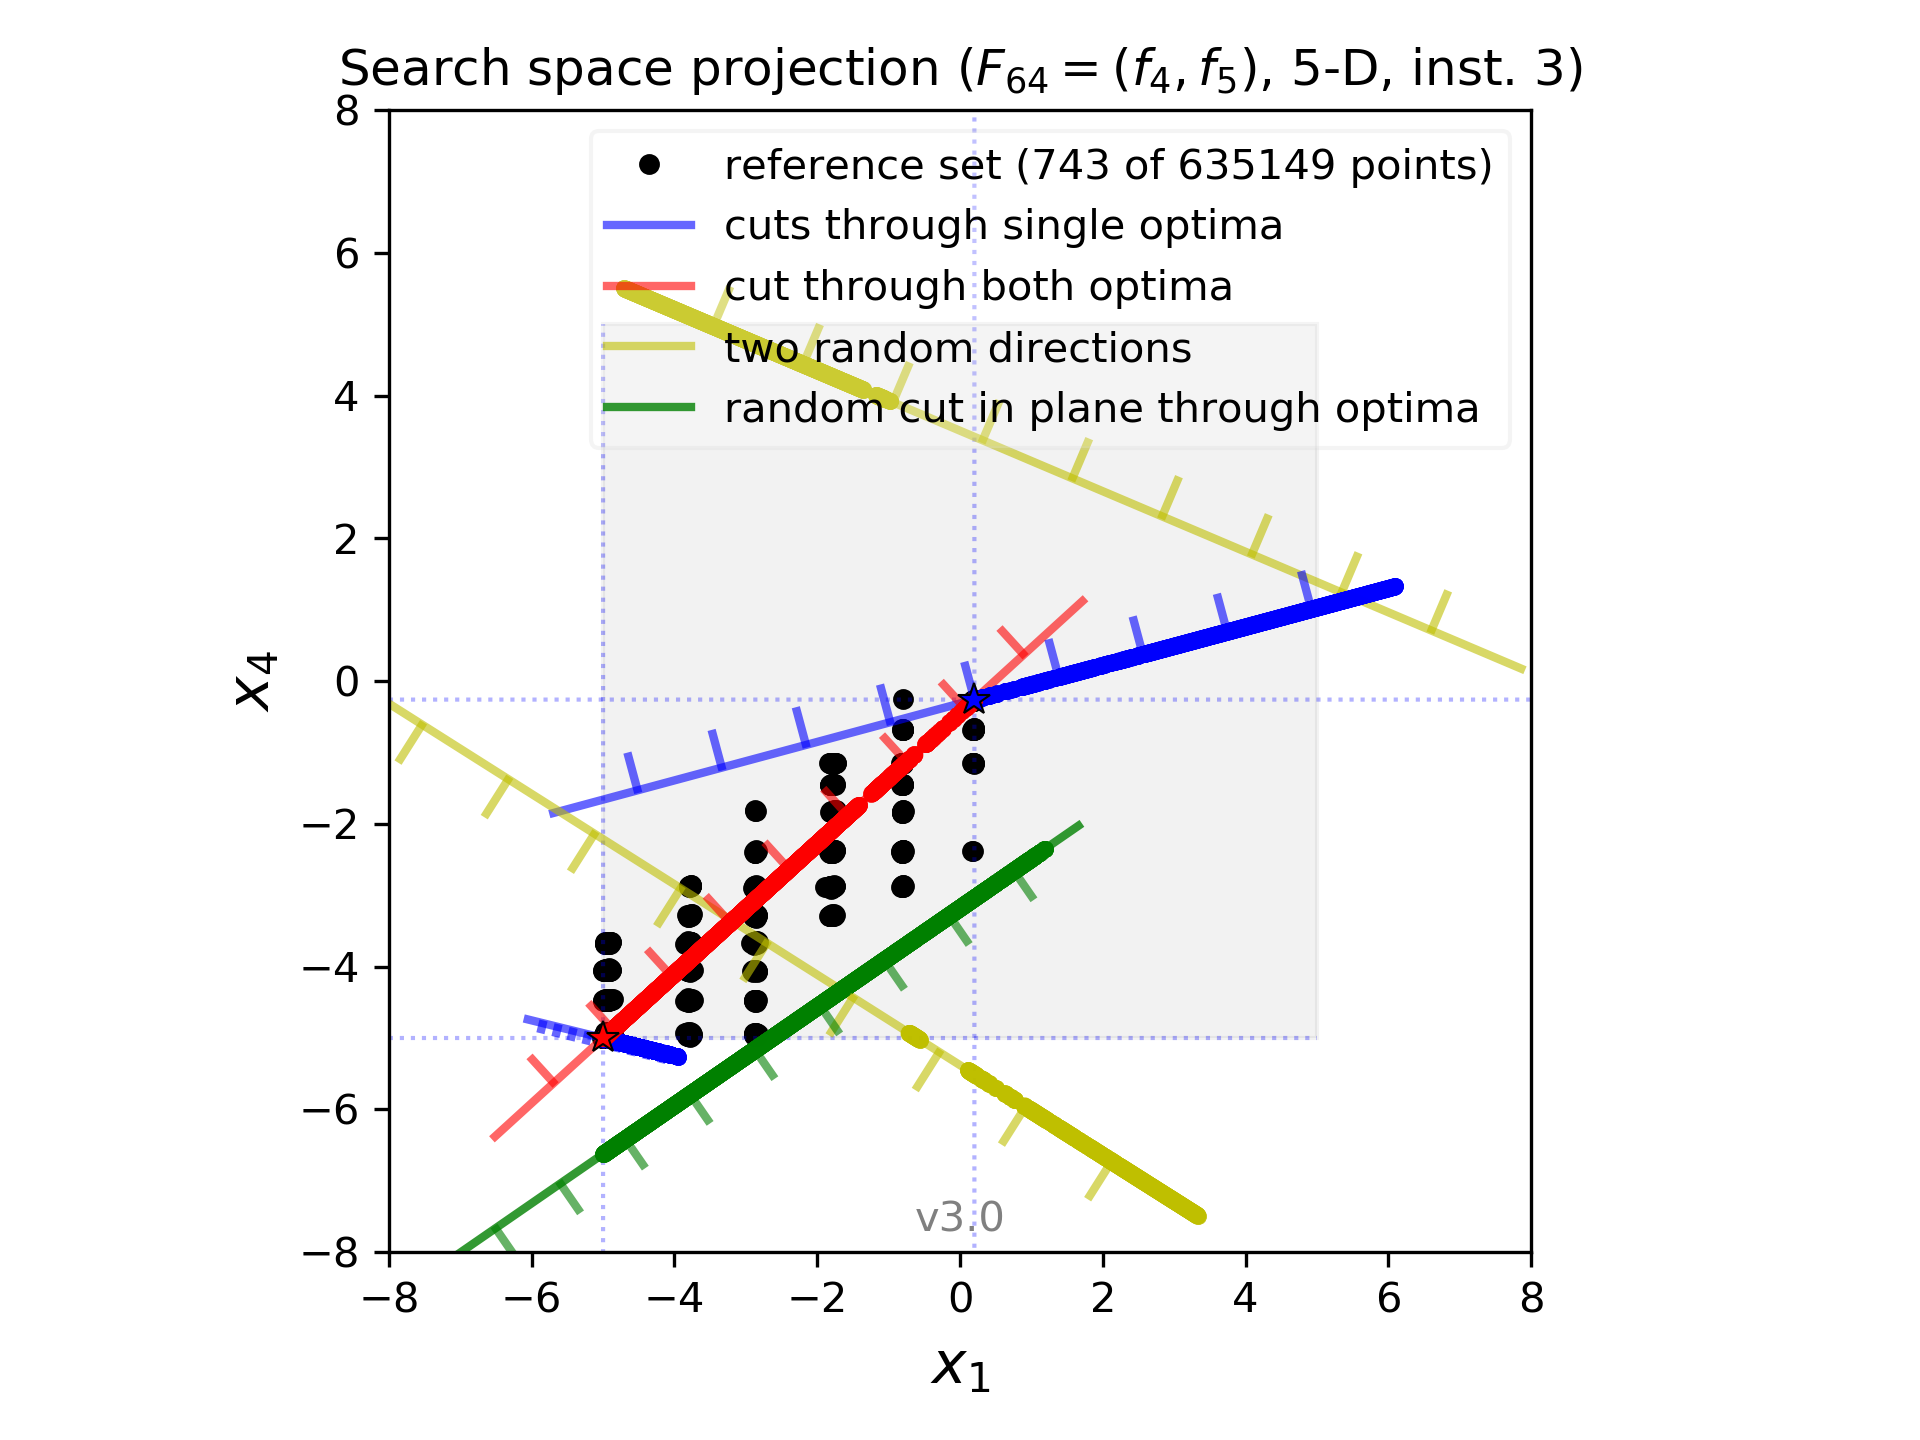 Search space projection (F₆₄ = (f₄, f₅), 5-D, inst. 3)
reference set (743 of 635149 points)
cuts through single optima
cut through both optima
two random directions
random cut in plane through optima
8
6
4
2
0
−2
−4
−6
−8
x₄
v3.0
−8 −6 −4 −2 0 2 4 6 8
x₁